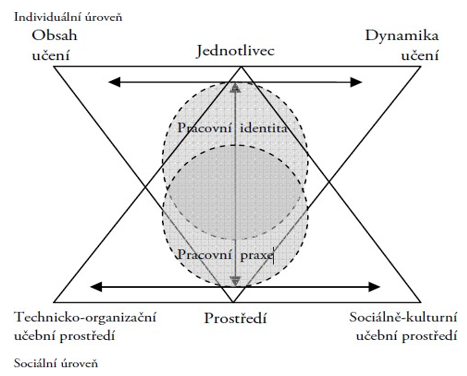 Individuální úroveň
Obsah
učení
Jednotlivec
Dynamika
učení
Pracovní identita
Pracovní praxe
Technicko-organizační
učební prostředí
Prostředí
Sociálně-kulturní
učební prostředí
Sociální úroveň